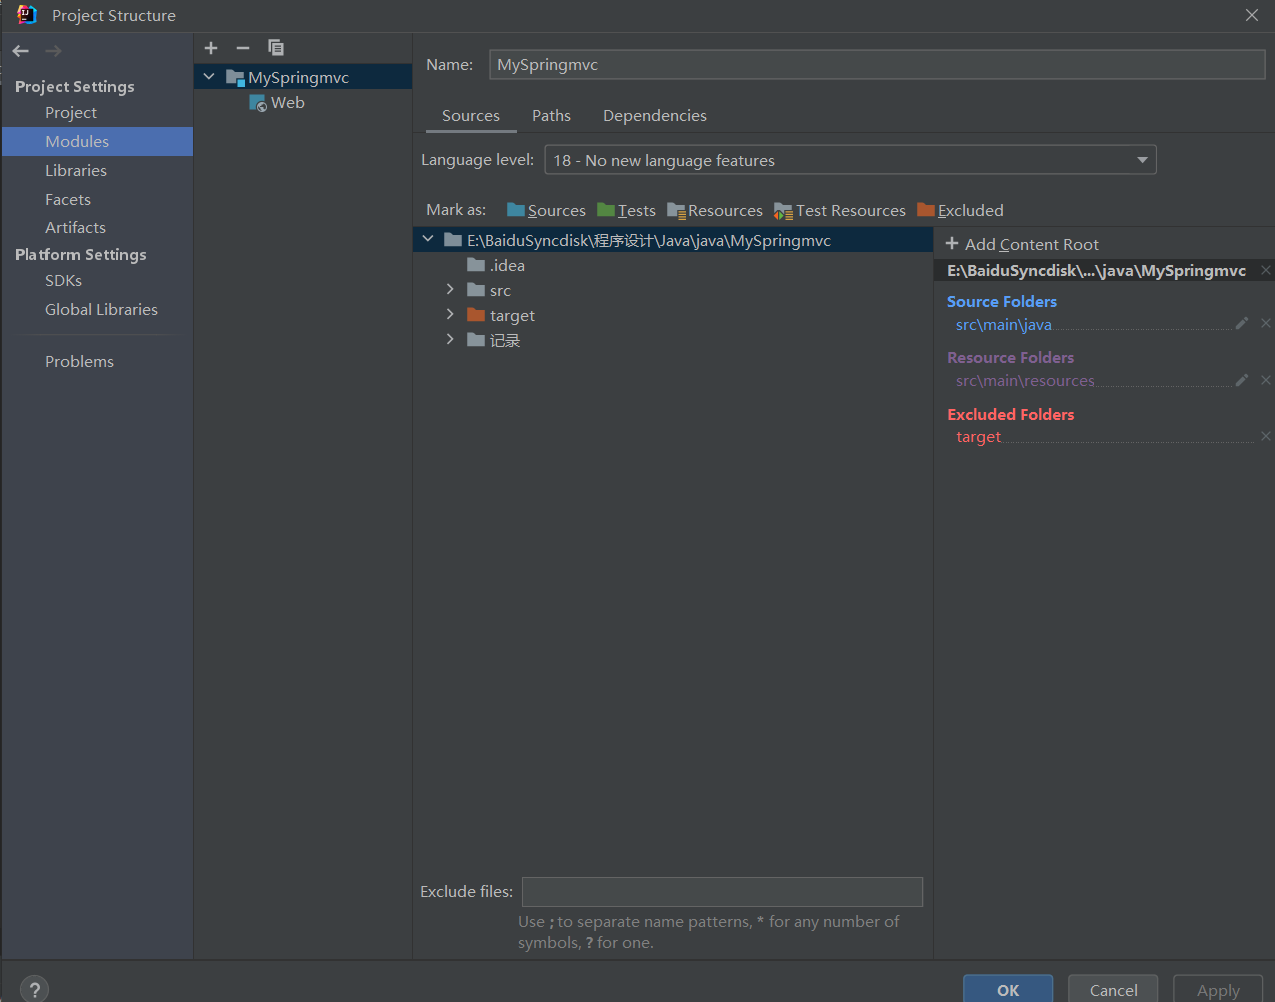 Project Structure
Project Settings
Project
Modules
Libraries
Facets
Artifacts
Platform Settings
SDKs
Global Libraries
Problems
MySpringmvc
Web
Name: MySpringmvc
Sources Paths Dependencies
Language level: 18 - No new language features
Mark as: Sources Tests Resources Test Resources Excluded
E:\BaiduSyncdisk\程序设计\Java\java\MySpringmvc
.idea
src
target
记录
Exclude files:
Use ; to separate name patterns, * for any number of
symbols, ? for one.
+ Add Content Root
E:\BaiduSyncdisk\...\java\MySpringmvc
Source Folders
src\main\java
Resource Folders
src\main\resources
Excluded Folders
target
?
OK Cancel Apply